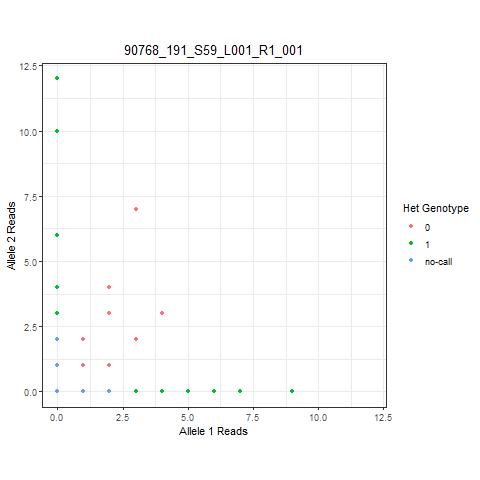 90768_191_S59_L001_R1_001
12.5
10.0
7.5
5.0
2.5
0.0
Allele 2 Reads
0.0 2.5 5.0 7.5 10.0 12.5
Allele 1 Reads
Het Genotype
0
1
no-call